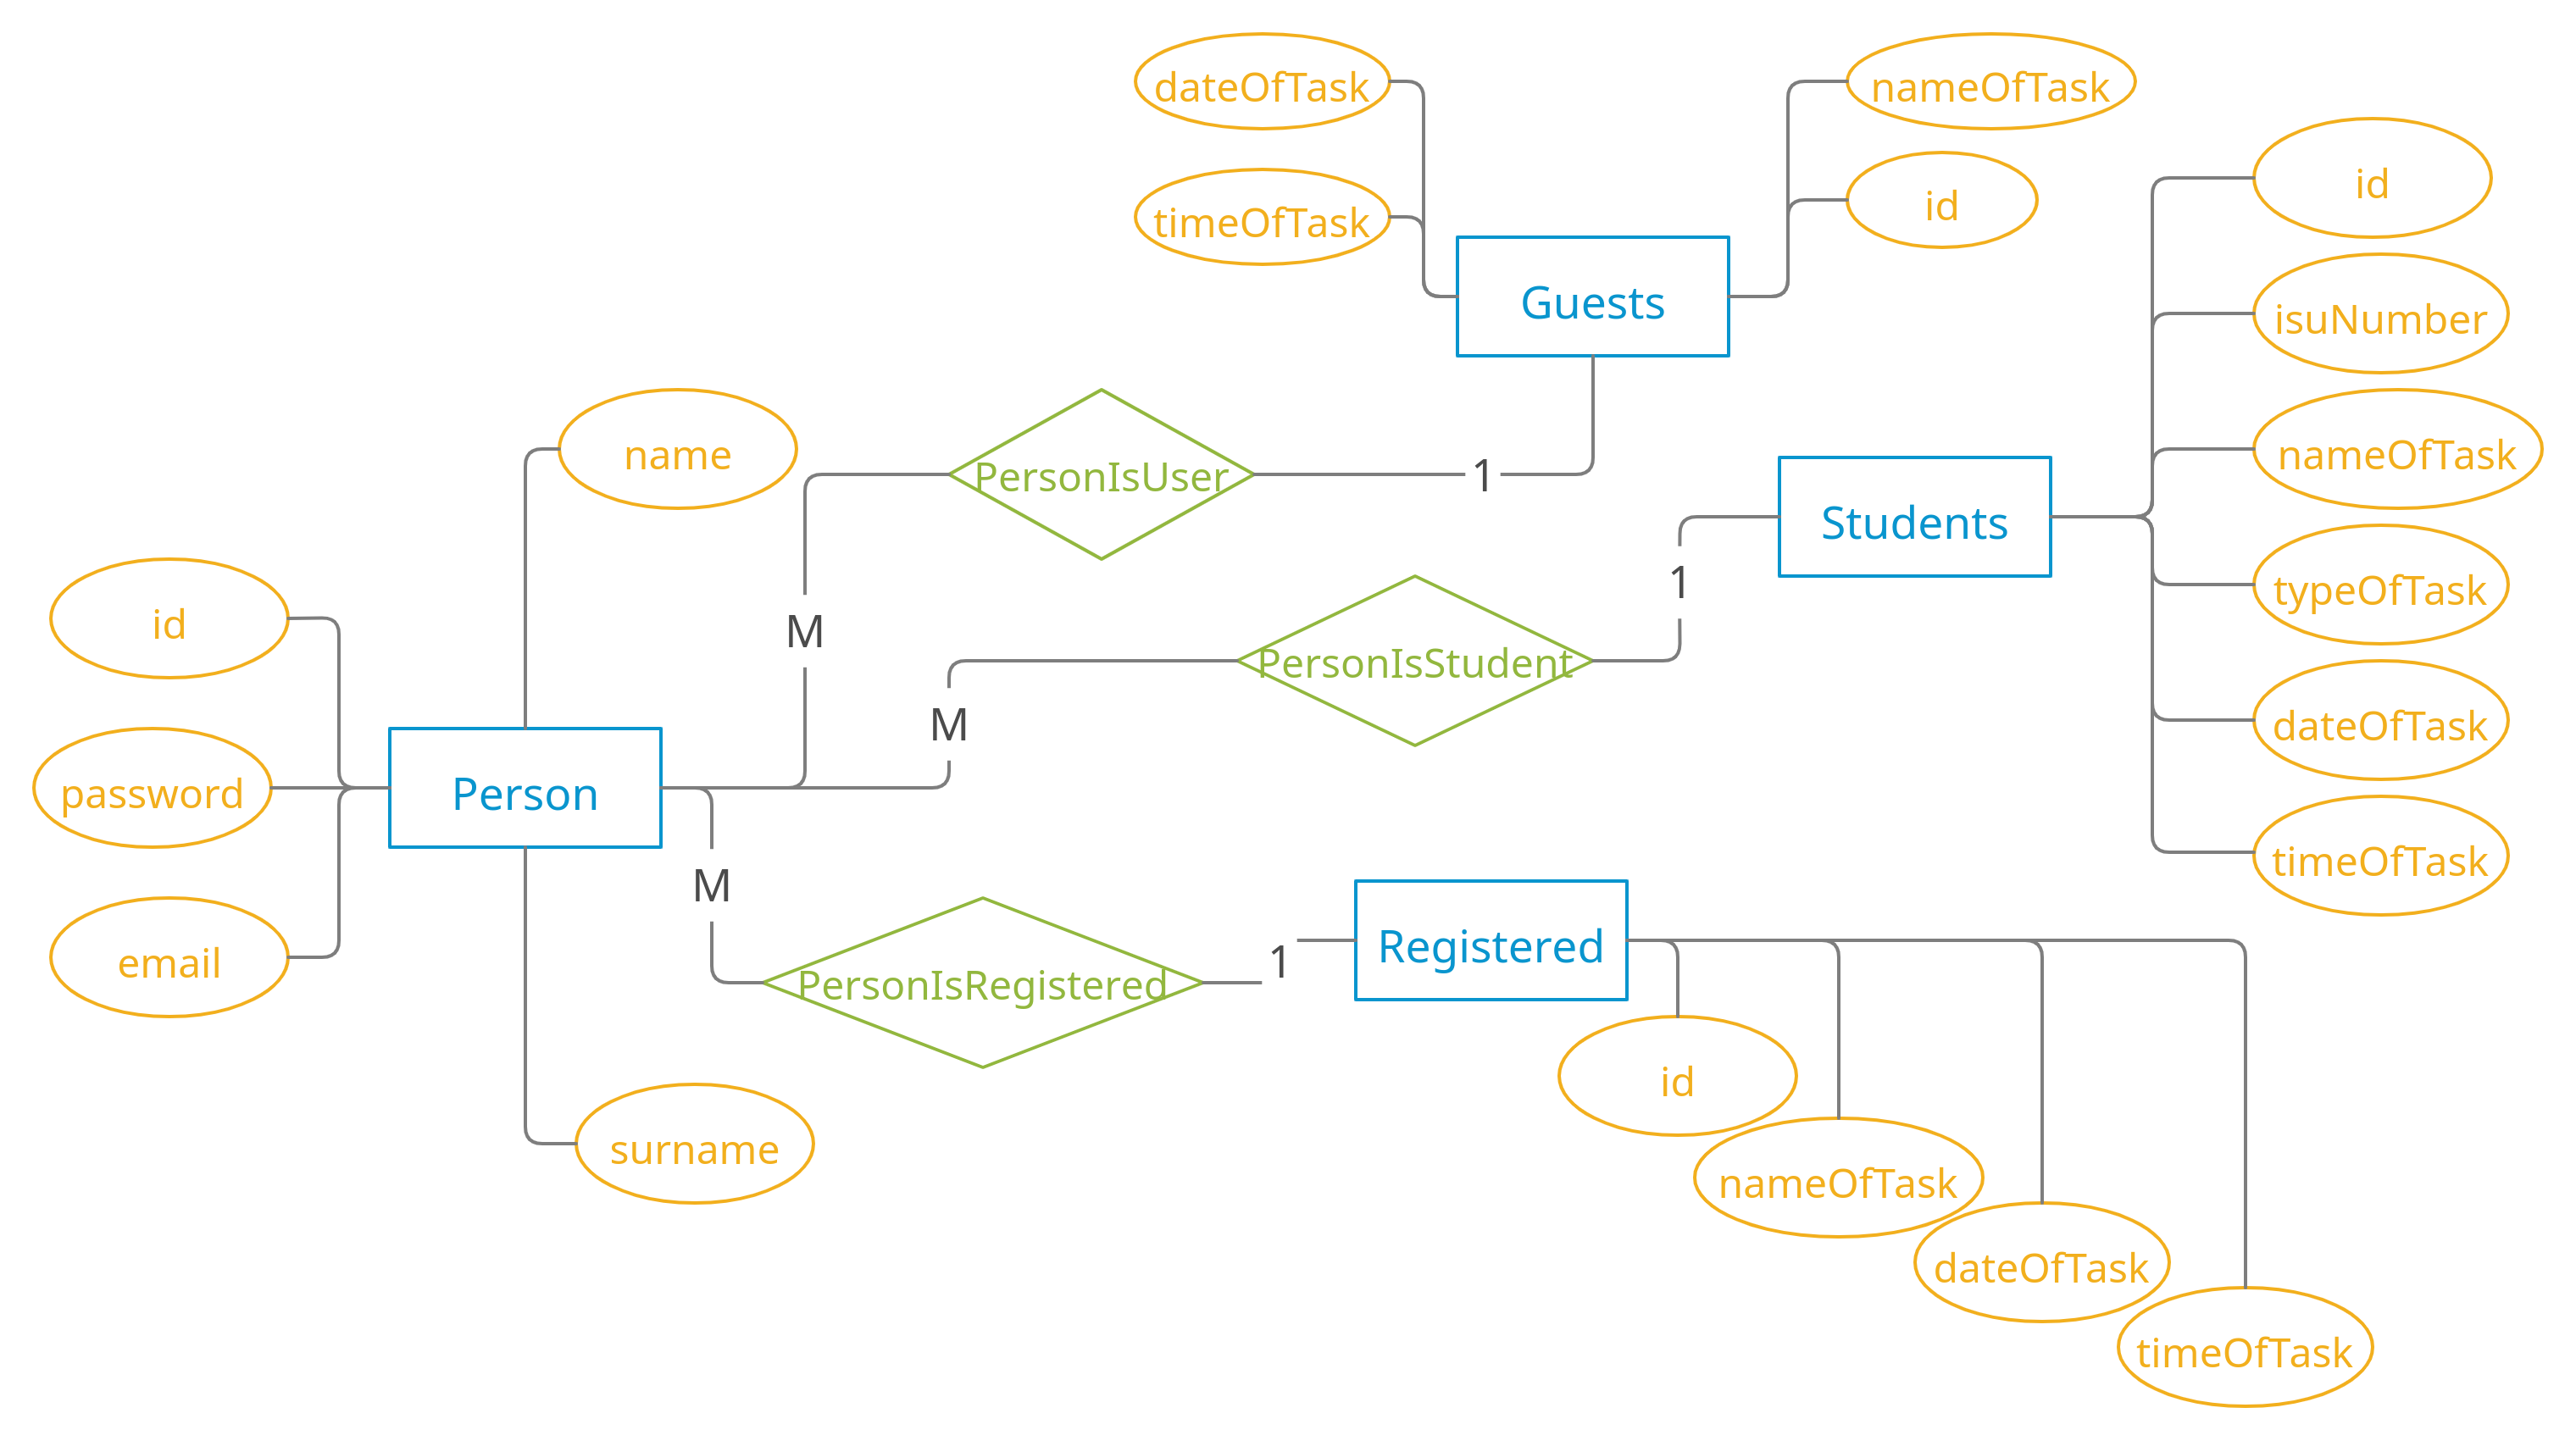 dateOfTask
nameOfTask
id
id
timeOfTask
Guests
isuNumber
name
nameOfTask
PersonIsUser
1
Students
1
typeOfTask
id
M
PersonIsStudent
M
dateOfTask
password
Person
timeOfTask
M
email
1
Registered
PersonIsRegistered
id
surname
nameOfTask
dateOfTask
timeOfTask